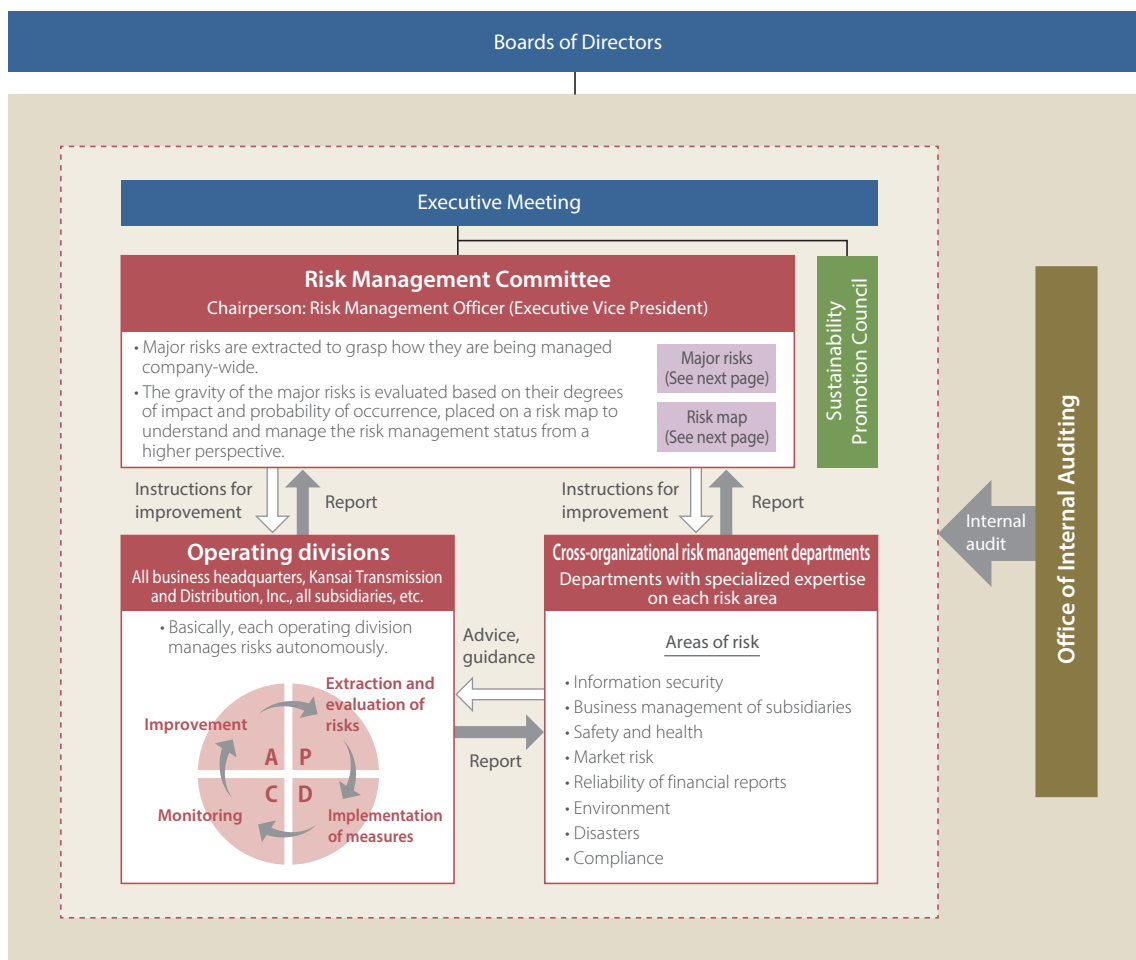 Boards of Directors
Executive Meeting
Risk Management Committee
Chairperson: Risk Management Officer (Executive Vice President)
• Major risks are extracted to grasp how they are being managed
company-wide.
• The gravity of the major risks is evaluated based on their degrees
of impact and probability of occurrence, placed on a risk map to
understand and manage the risk management status from a
higher perspective.
Major risks
(See next page)
Risk map
(See next page)
Sustainability
Promotion Council
Instructions for
improvement
Report
Instructions for
improvement
Report
Operating divisions
All business headquarters, Kansai Transmission
and Distribution, Inc., all subsidiaries, etc.
• Basically, each operating division
manages risks autonomously.
Extraction and
evaluation of
risks
Improvement
A P
C D
Monitoring
Implementation
of measures
Advice,
guidance
Report
Cross-organizational risk management departments
Departments with specialized expertise
on each risk area
Areas of risk
• Information security
• Business management of subsidiaries
• Safety and health
• Market risk
• Reliability of financial reports
• Environment
• Disasters
• Compliance
Internal
audit
Office of Internal Auditing